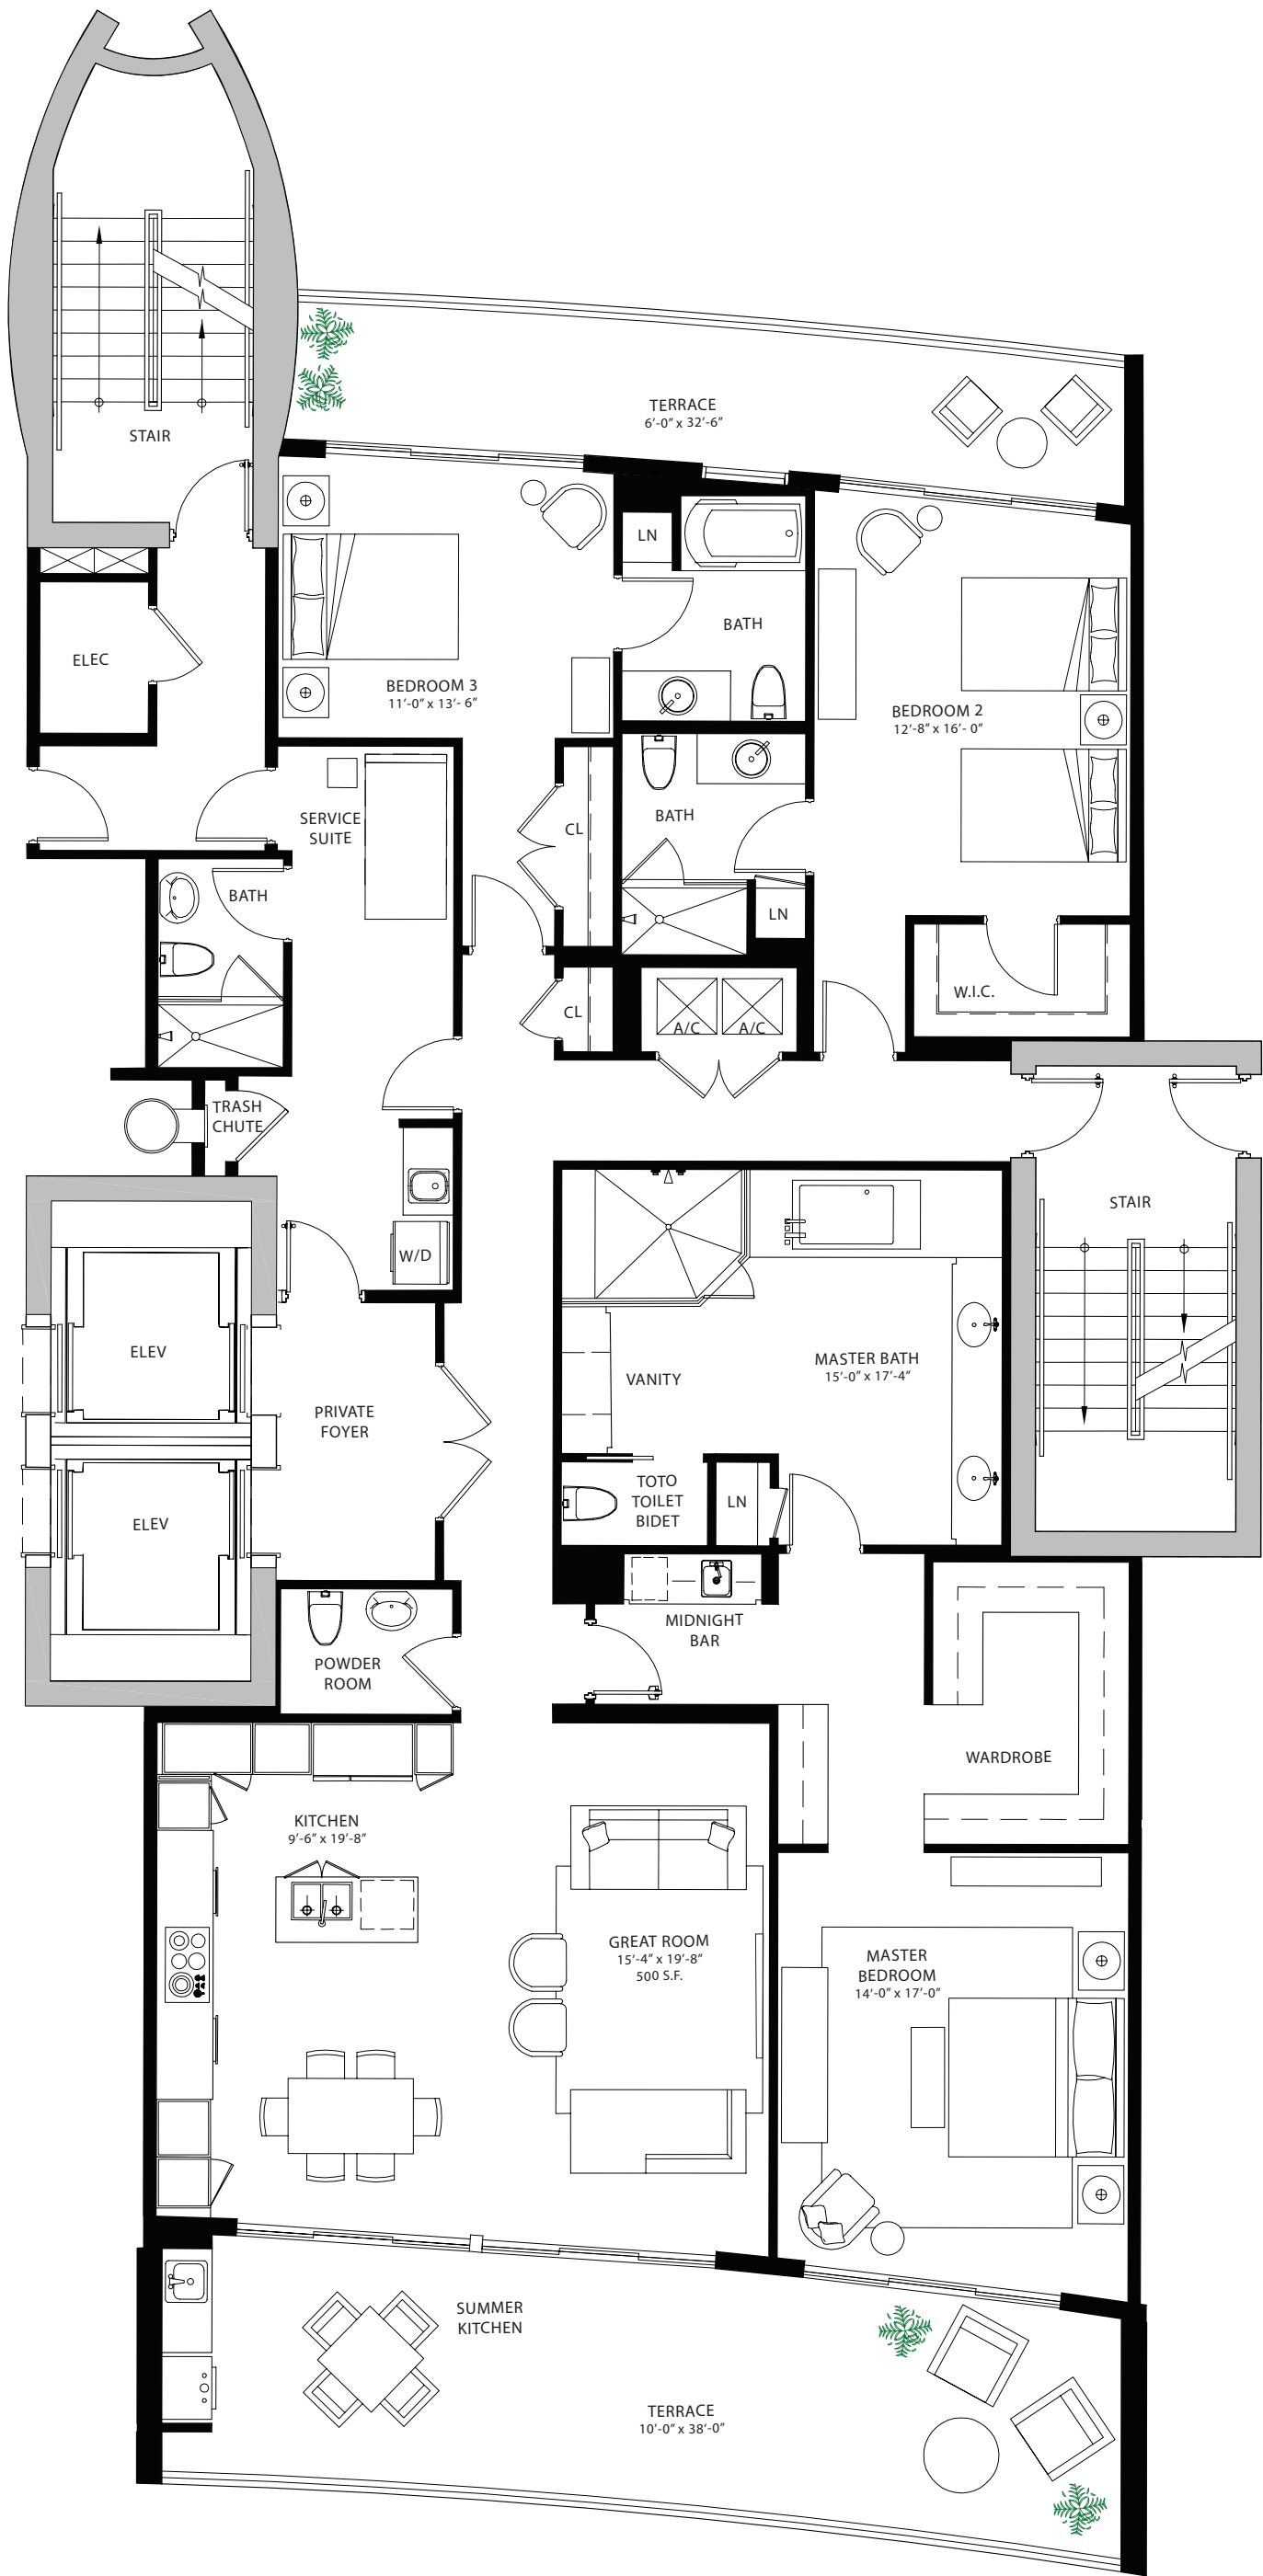 TERRACE
6'-0" x 32'-6"
STAIR
LN
BATH
ELEC
BEDROOM 3
11'-0" x 13'- 6"
BEDROOM 2
12'-8" x 16'- 0"
SERVICE
SUITE
CL
BATH
BATH
LN
W.I.C.
CL
A/C
A/C
TRASH
CHUTE
STAIR
W/D
ELEV
MASTER BATH
15'-0" x 17'-4"
VANITY
PRIVATE
FOYER
TOTO
TOILET
BIDET
LN
ELEV
MIDNIGHT
BAR
POWDER
ROOM
WARDROBE
KITCHEN
9'-6" x 19'-8"
GREAT ROOM
15'-4" x 19'-8"
500 S.F.
MASTER
BEDROOM
14'-0" x 17'-0"
SUMMER
KITCHEN
TERRACE
10'-0" x 38'-0"